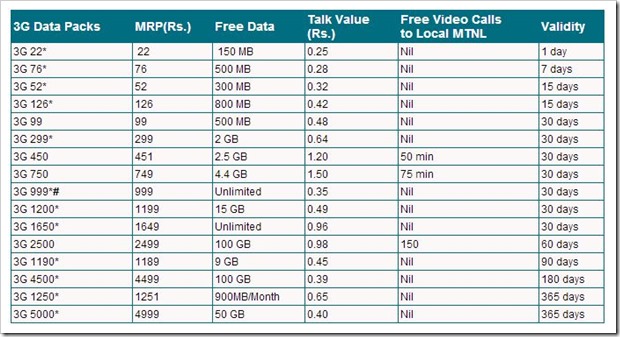 3G Data Packs MRP(Rs.) Free Data Talk Value (Rs.) Free Video Calls to Local MTNL Validity
3G 22* 22 150 MB 0.25 Nil 1 day
3G 76* 76 500 MB 0.28 Nil 7 days
3G 52* 52 300 MB 0.32 Nil 15 days
3G 126* 126 800 MB 0.42 Nil 15 days
3G 99 99 500 MB 0.48 Nil 30 days
3G 299* 299 2 GB 0.64 Nil 30 days
3G 450 451 2.5 GB 1.20 50 min 30 days
3G 750 749 4.4 GB 1.50 75 min 30 days
3G 999*# 999 Unlimited 0.35 Nil 30 days
3G 1200* 1199 15 GB 0.49 Nil 30 days
3G 1650* 1649 Unlimited 0.96 Nil 30 days
3G 2500 2499 100 GB 0.98 150 60 days
3G 1190* 1189 9 GB 0.45 Nil 90 days
3G 4500* 4499 100 GB 0.39 Nil 180 days
3G 1250* 1251 900MB/Month 0.65 Nil 365 days
3G 5000* 4999 50 GB 0.40 Nil 365 days